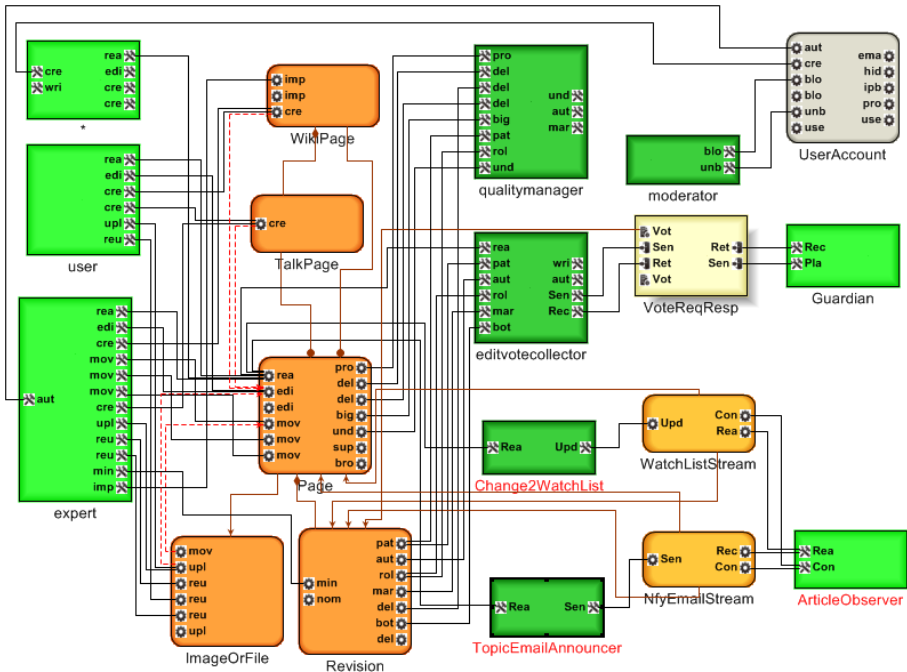 rea
edi
cre
cre
cre
wri
*
imp
imp
cre
WikiPage
pro
del
del
del
big
pat
rol
und
und
aut
mar
qualitymanager
aut
cre
blo
blo
unb
use
ema
hid
ipb
pro
use
UserAccount
blo
unb
moderator
rea
edi
cre
cre
upl
reu
user
cre
TalkPage
rea
pat
aut
rol
mar
bot
wri
aut
Sen
Rec
editvotecollector
Vot
Sen
Ret
Vot
Ret
Sen
VoteReqResp
Rec
Pla
Guardian
rea
edi
cre
mov
mov
mov
cre
upl
reu
reu
min
imp
aut
expert
rea
edi
edi
mov
mov
mov
pro
del
del
big
und
sup
bro
Page
Rea
Upd
Change2WatchList
Upd
Con
Rea
WatchListStream
mov
upl
reu
reu
reu
upl
ImageOrFile
min
nom
pat
aut
rol
mar
del
bot
del
Revision
Rea
Sen
TopicEmailAnnouncer
Sen
Rec
Con
NfyEmailStream
Rea
Con
ArticleObserver